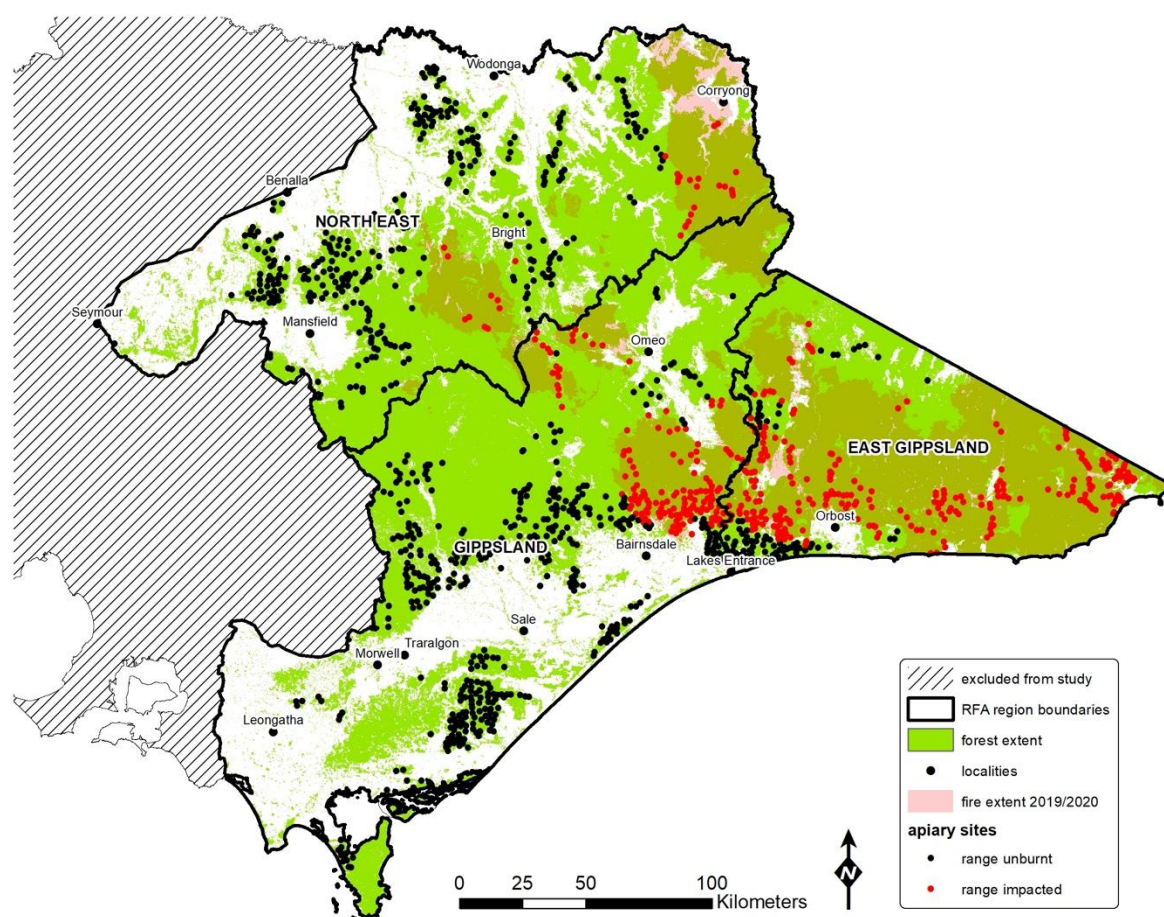 Wodonga
Corryong
Benalla
NORTH EAST
Bright
Seymour
Mansfield
Omeo
EAST GIPPSLAND
Orbost
GIPPSLAND
Bairnsdale
Lakes Entrance
Sale
Traralgon
Morwell
Leongatha
excluded from study
RFA region boundaries
forest extent
localities
fire extent 2019/2020
apiary sites
range unburnt
range impacted
N
0 25 50 100
Kilometers